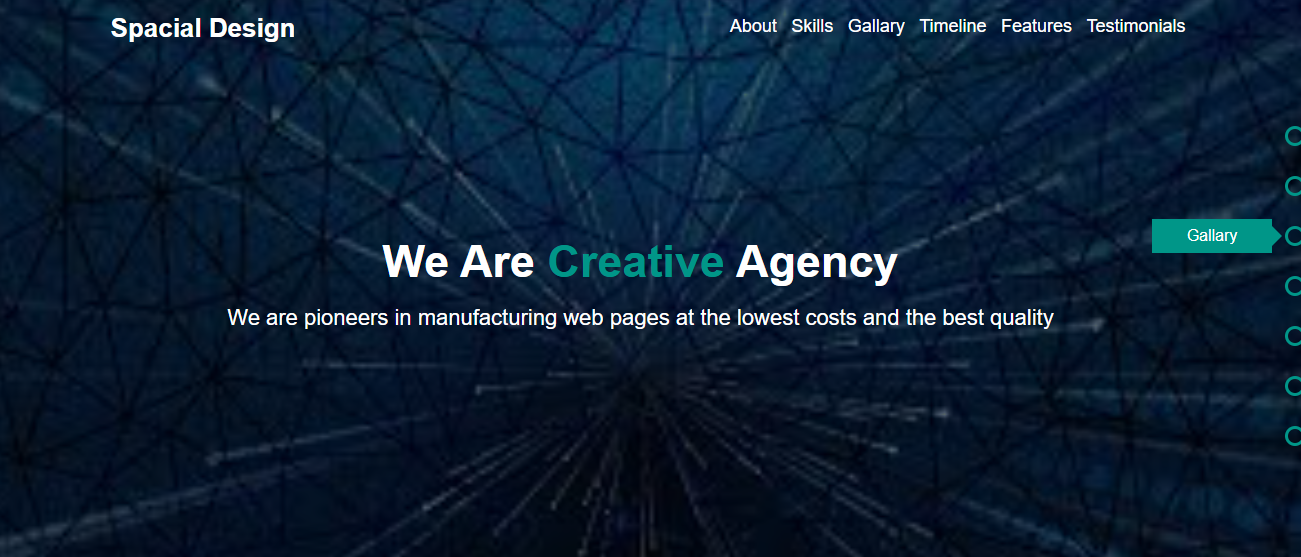 Spacial Design
About Skills Gallary Timeline Features Testimonials
Gallary
We Are Creative Agency
We are pioneers in manufacturing web pages at the lowest costs and the best quality